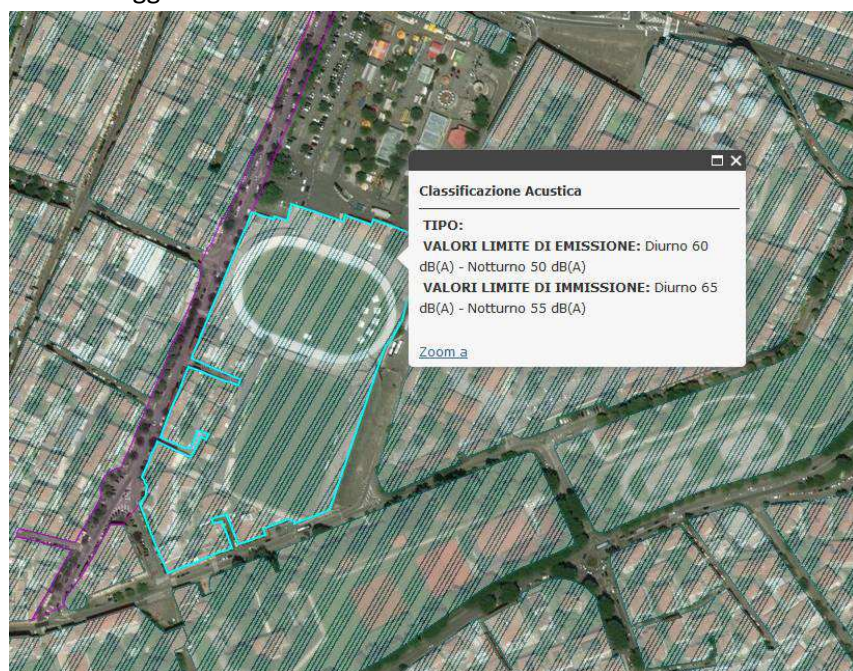 Classificazione Acustica
TIPO:
VALORI LIMITE DI EMISSIONE: Diurno 60
dB(A) - Notturno 50 dB(A)
VALORI LIMITE DI IMMISSIONE: Diurno 65
dB(A) - Notturno 55 dB(A)
Zoom a